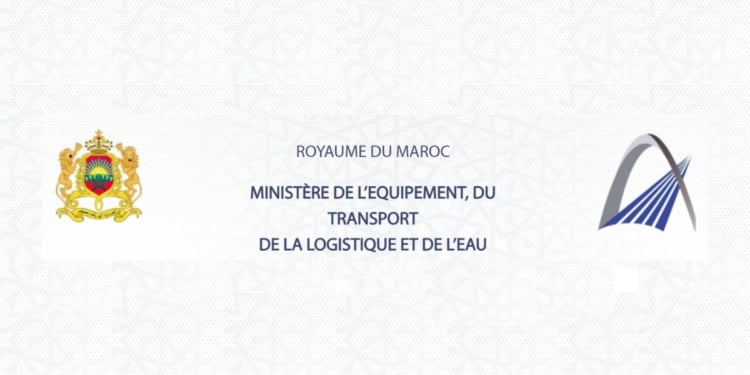 ROYAUME DU MAROC
MINISTÈRE DE L'EQUIPEMENT, DU
TRANSPORT
DE LA LOGISTIQUE ET DE L'EAU